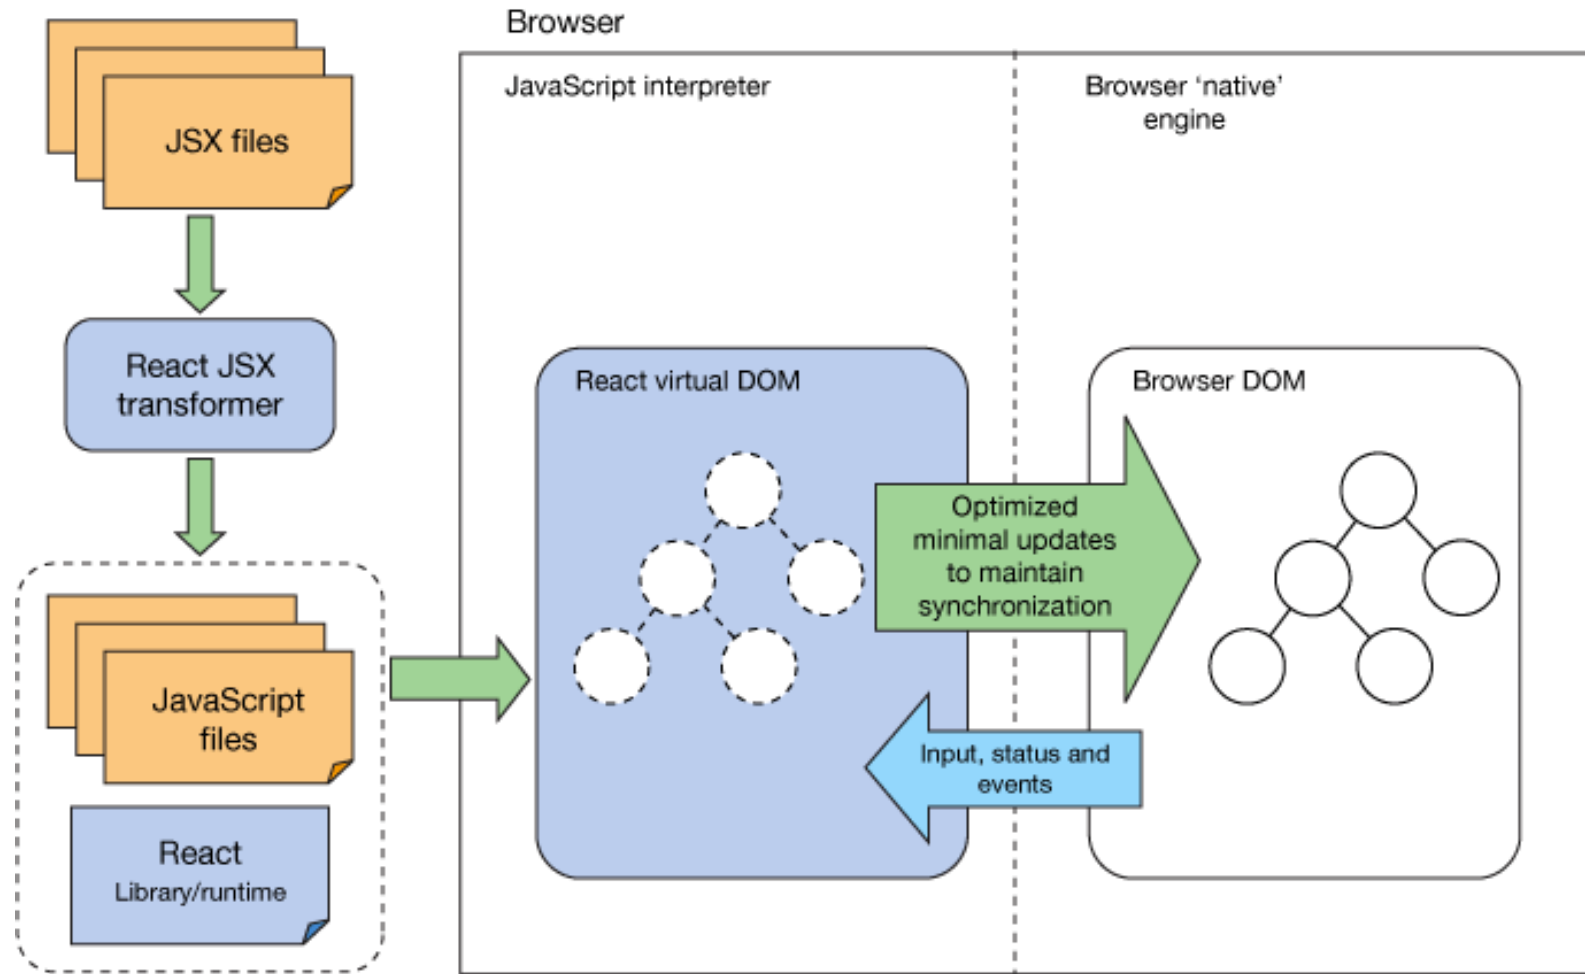 Browser
JavaScript interpreter
Browser ‘native’
engine
JSX files
React JSX
transformer
JavaScript
files
React
Library/runtime
React virtual DOM
Optimized
minimal updates
to maintain
synchronization
Input, status and
events
Browser DOM